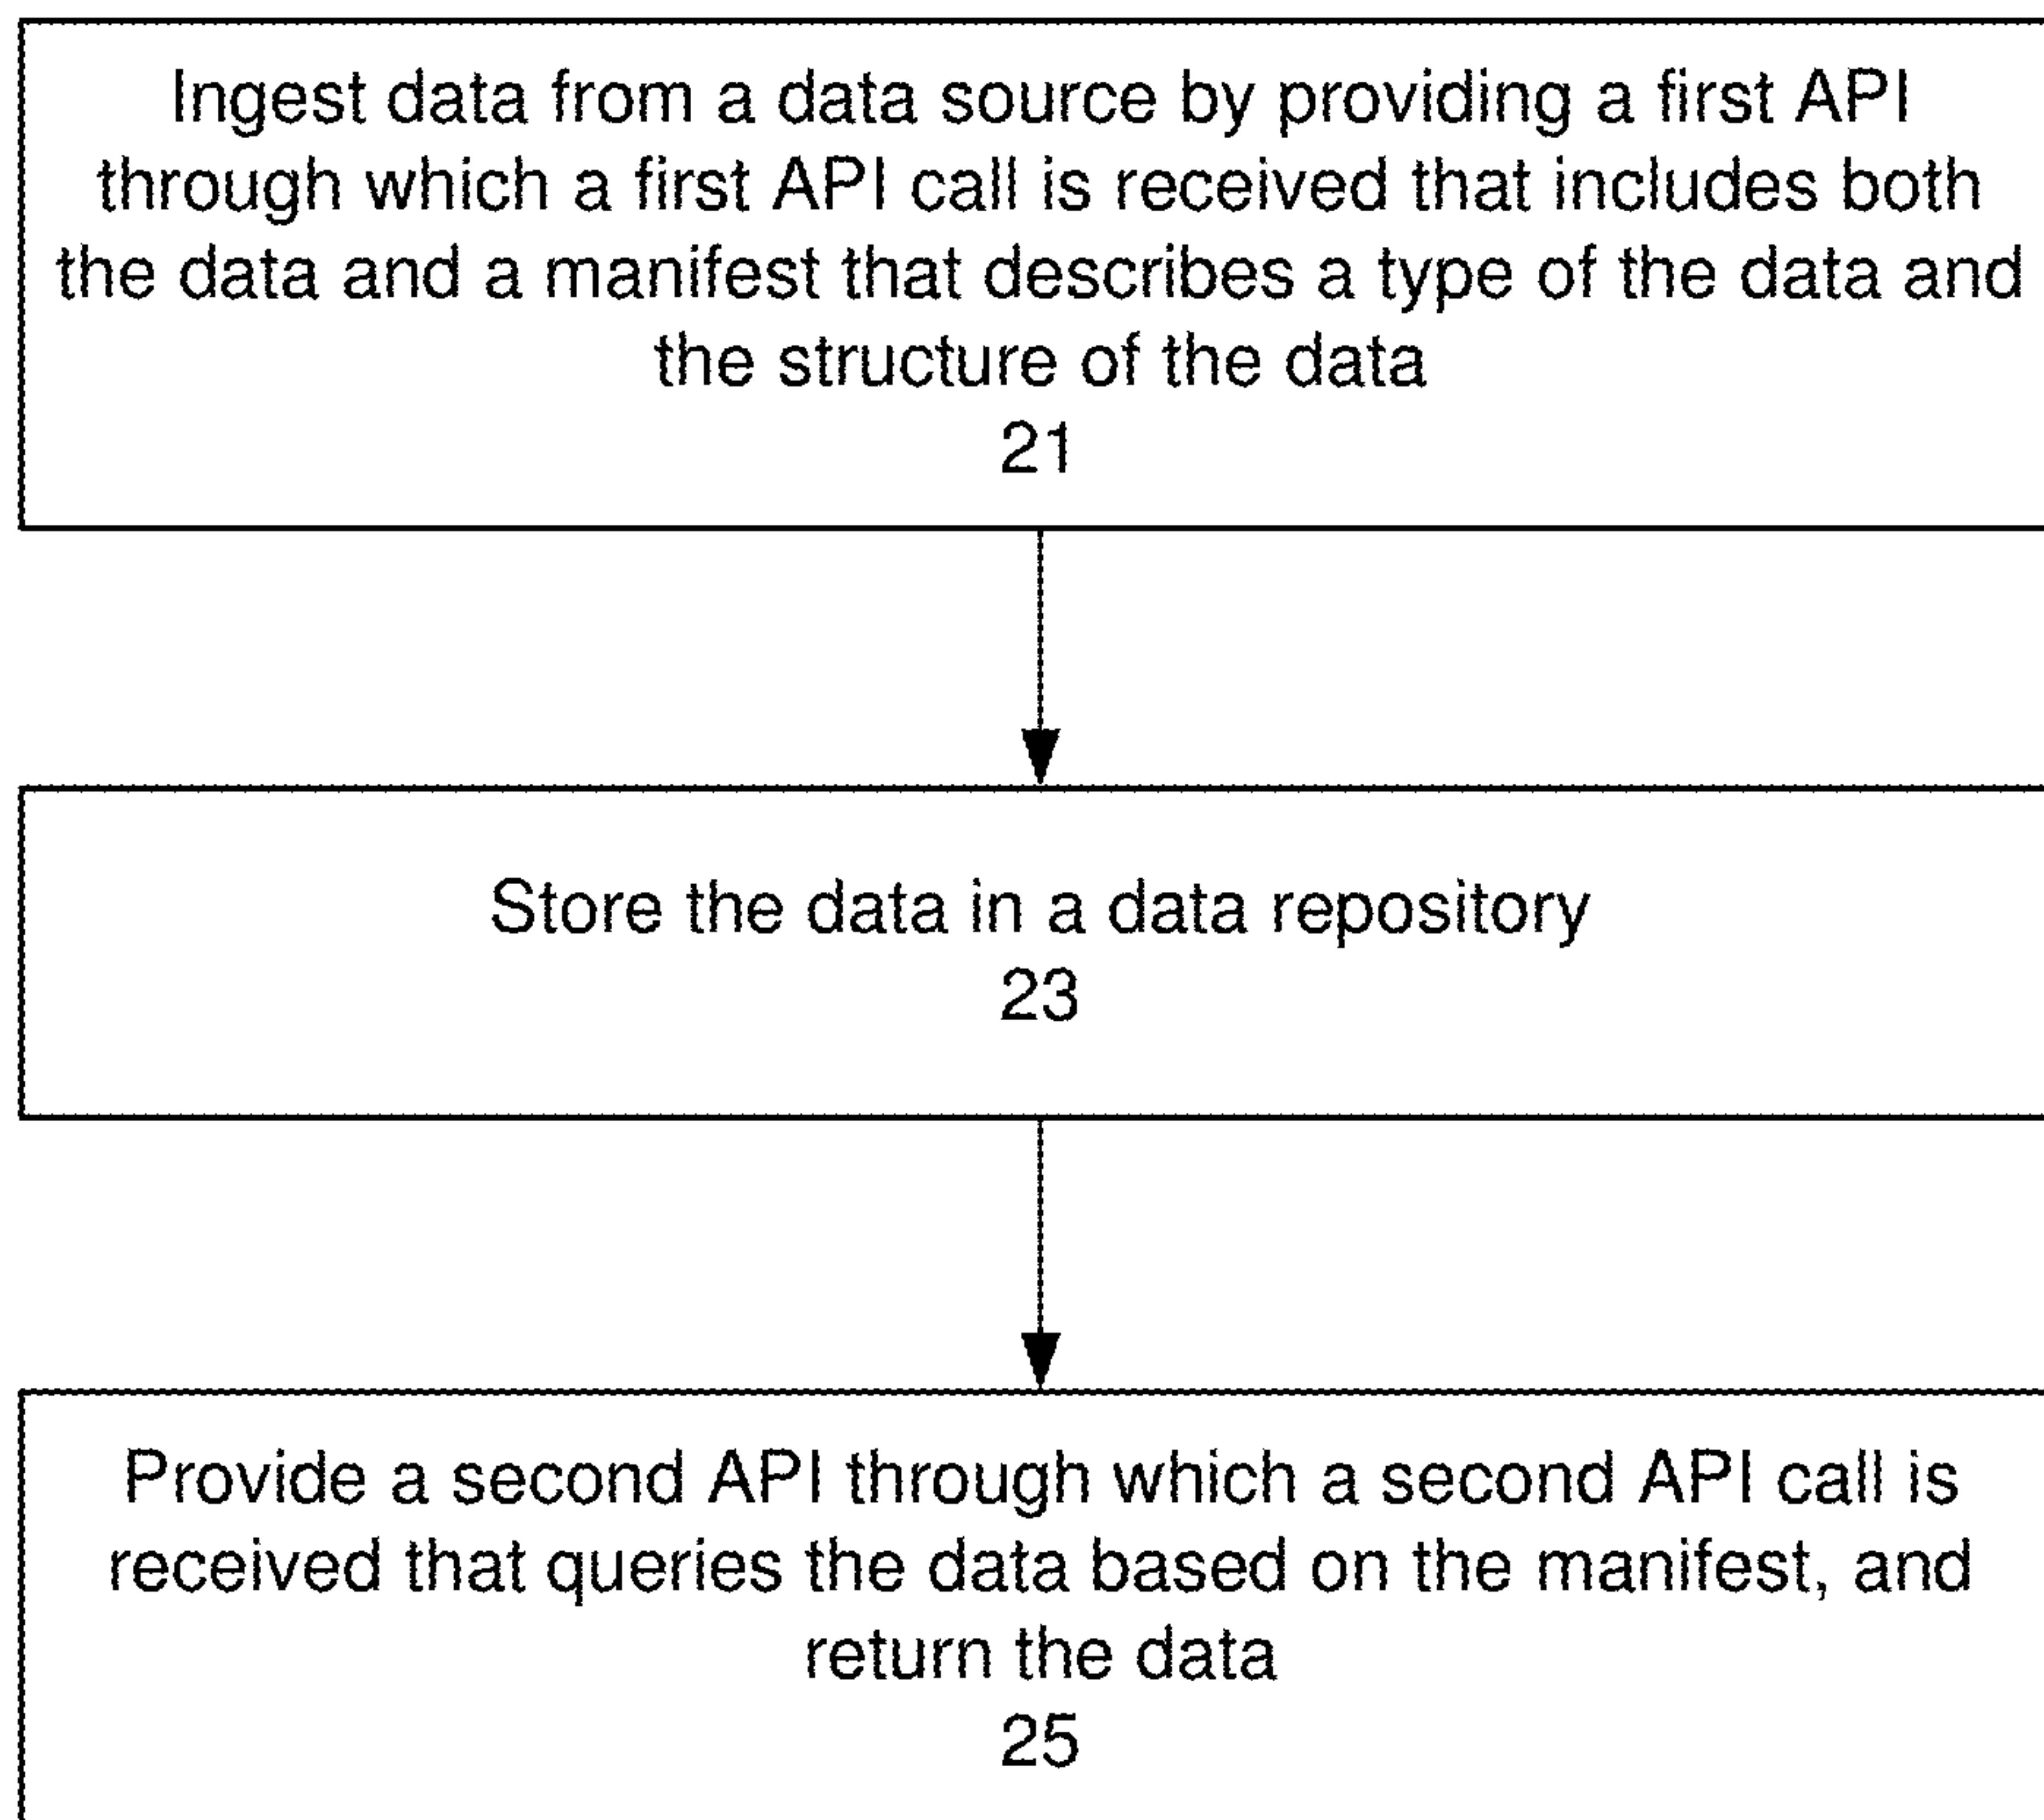 Ingest data from a data source by providing a first API
through which a first API call is received that includes both
the data and a manifest that describes a type of the data and
the structure of the data
21
Store the data in a data repository
23
Provide a second API through which a second API call is
received that queries the data based on the manifest, and
return the data
25